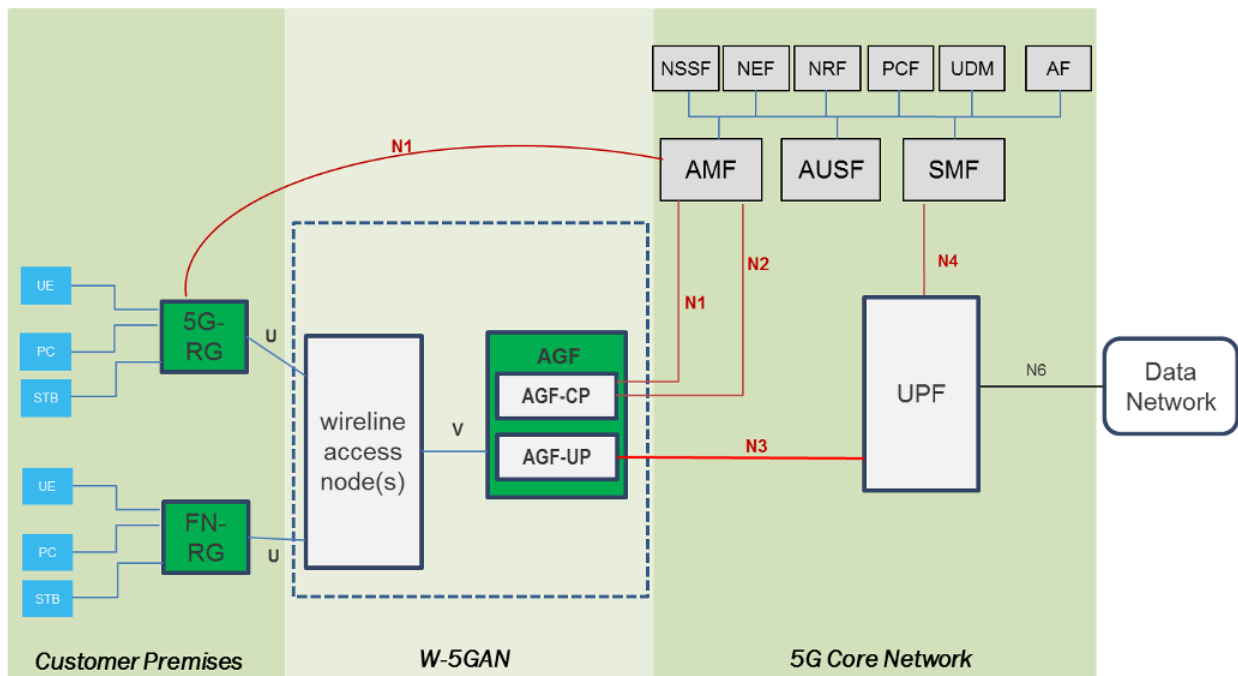 NSSF
NEF
NRF
PCF
UDM
AF
N1
AMF
AUSF
SMF
N2
N4
N1
UE
PC
STB
5G-
RG
U
wireline
access
node(s)
V
AGF
AGF-CP
AGF-UP
N3
UPF
N6
Data
Network
UE
PC
STB
FN-
RG
U
Customer Premises
W-5GAN
5G Core Network